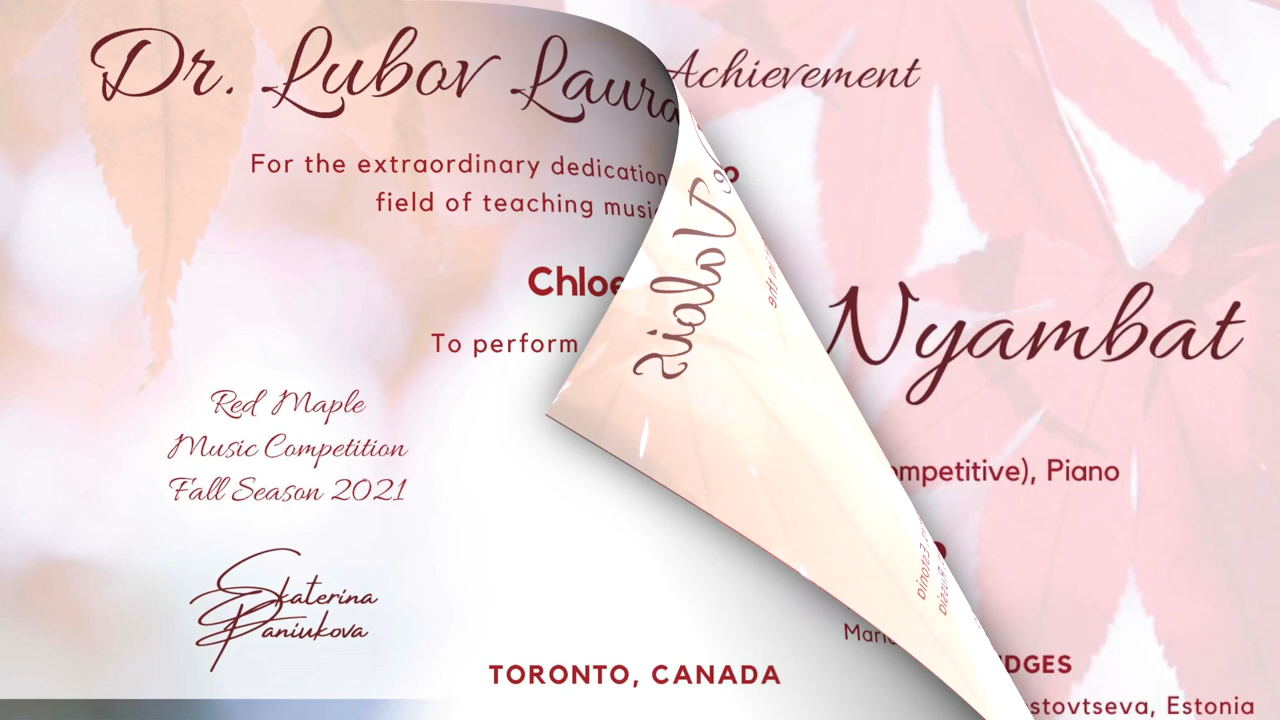 Dr. Lubov Laura
Achievement
For the extraordinary dedication
field of teaching music
Chloe
To perform
Nyambat
Red Maple
Music Competition
Fall Season 2021
ompetitive), Piano
Ekaterina
Paniukova
TORONTO, CANADA
DGES
stovtseva, Estonia